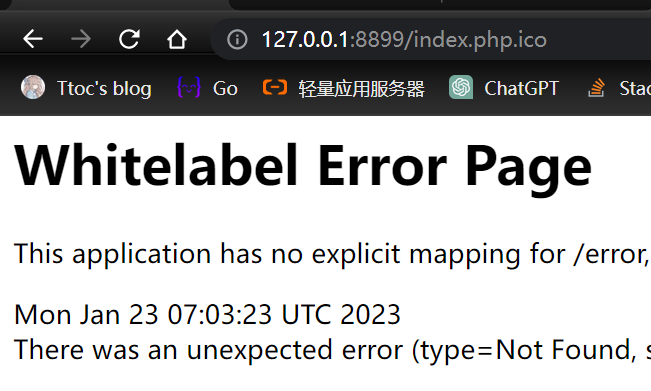 127.0.0.1:8899/index.php.ico
Ttoc's blog Go 轻量应用服务器 ChatGPT Stac
Whitelabel Error Page
This application has no explicit mapping for /error,
Mon Jan 23 07:03:23 UTC 2023
There was an unexpected error (type=Not Found, s